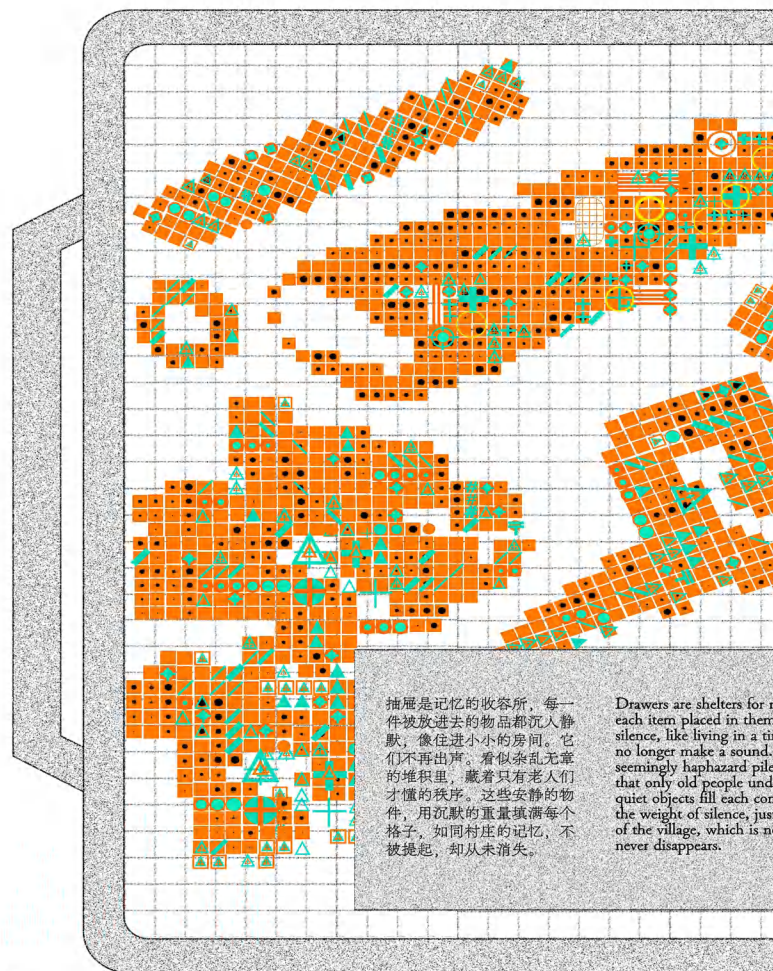 抽屉是记忆的收容所，每一
件被放进去的物品都沉入静
默，像住进小小的房间。它
们不再出声。看似杂乱无章
的堆积里，藏着只有老人们
才懂的秩序。这些安静的物
件，用沉默的重量填满每个
格子，如同村庄的记忆，不
被提起，却从未消失。
Drawers are shelters for
each item placed in them
silence, like living in a
no longer make a sound.
seemingly haphazard
that only old people
quiet objects fill each
the weight of silence,
of the village, which is
never disappears.